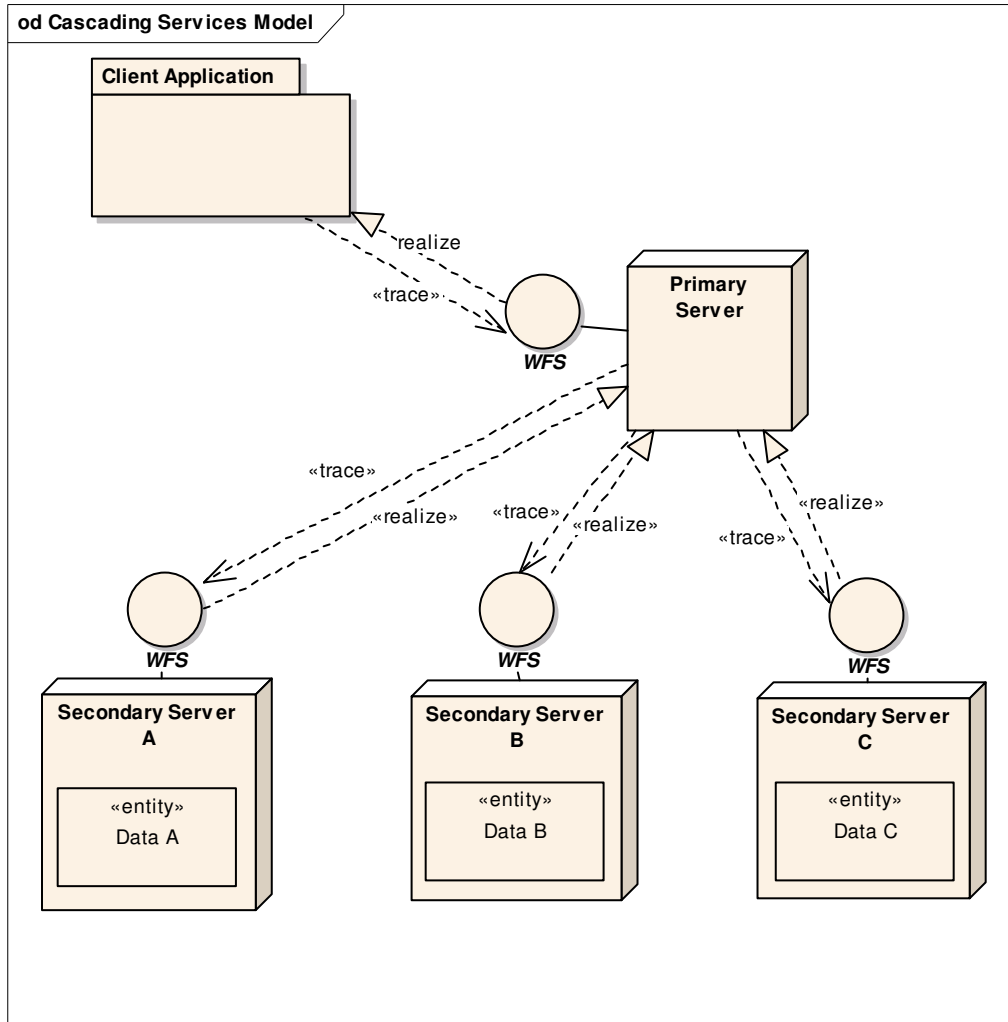 od Cascading Services Model
Client Application
realize
«trace»
WFS
Primary
Server
«trace»
«realize»
«trace»
«realize»
«trace»
«realize»
WFS
WFS
WFS
Secondary Server
A
«entity»
Data A
Secondary Server
B
«entity»
Data B
Secondary Server
C
«entity»
Data C